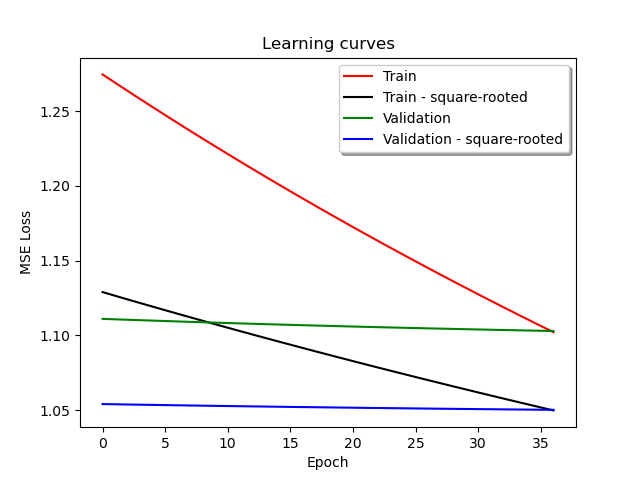 Learning curves
Train
Train - square-rooted
Validation
Validation - square-rooted
MSE Loss
1.25
1.20
1.15
1.10
1.05
0 5 10 15 20 25 30 35
Epoch